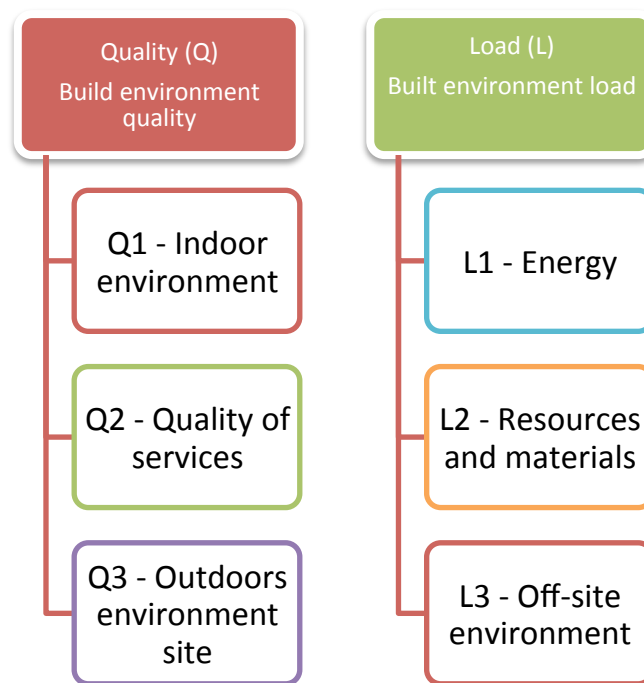 Quality (Q)
Build environment
quality
Q1 - Indoor
environment
Q2 - Quality of
services
Q3 - Outdoors
environment
site
Load (L)
Built environment load
L1 - Energy
L2 - Resources
and materials
L3 - Off-site
environment